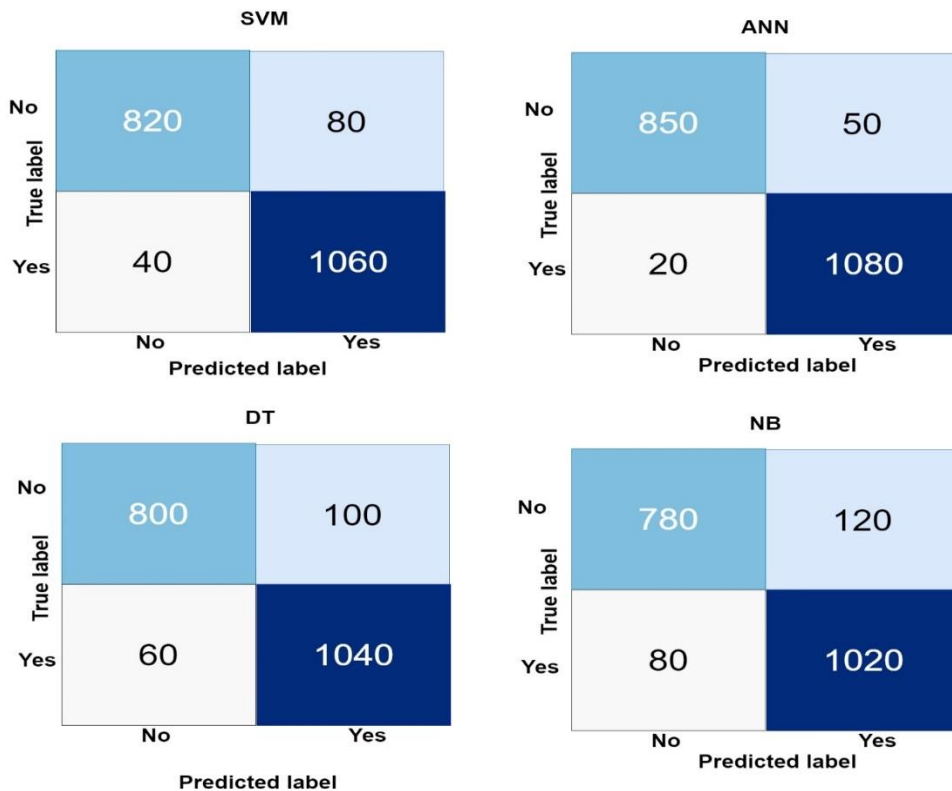 SVM
No
820
80
True label
Yes
40
1060
No
Yes
Predicted label
ANN
No
850
50
True label
Yes
20
1080
No
Yes
Predicted label
DT
No
800
100
True label
Yes
60
1040
No
Yes
Predicted label
NB
No
780
120
True label
Yes
80
1020
No
Yes
Predicted label